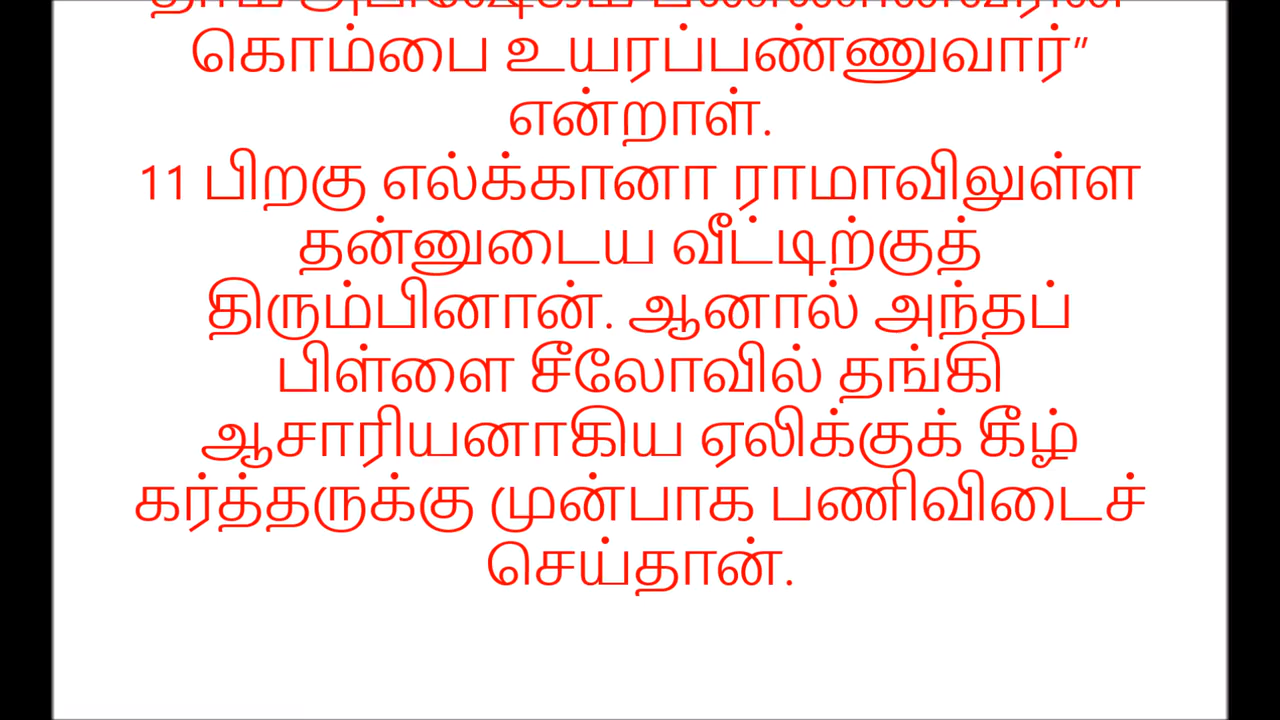 கொம்பை உயரப்பண்ணுவார்”
என்றாள்.
11 பிறகு எல்க்கானா ராமாவிலுள்ள
தன்னுடைய வீட்டிற்குத்
திரும்பினான். ஆனால் அந்தப்
பிள்ளை சீலோவில் தங்கி
ஆசாரியனாகிய ஏலிக்குக் கீழ்
கர்த்தருக்கு முன்பாக பணிவிடைச்
செய்தான்.